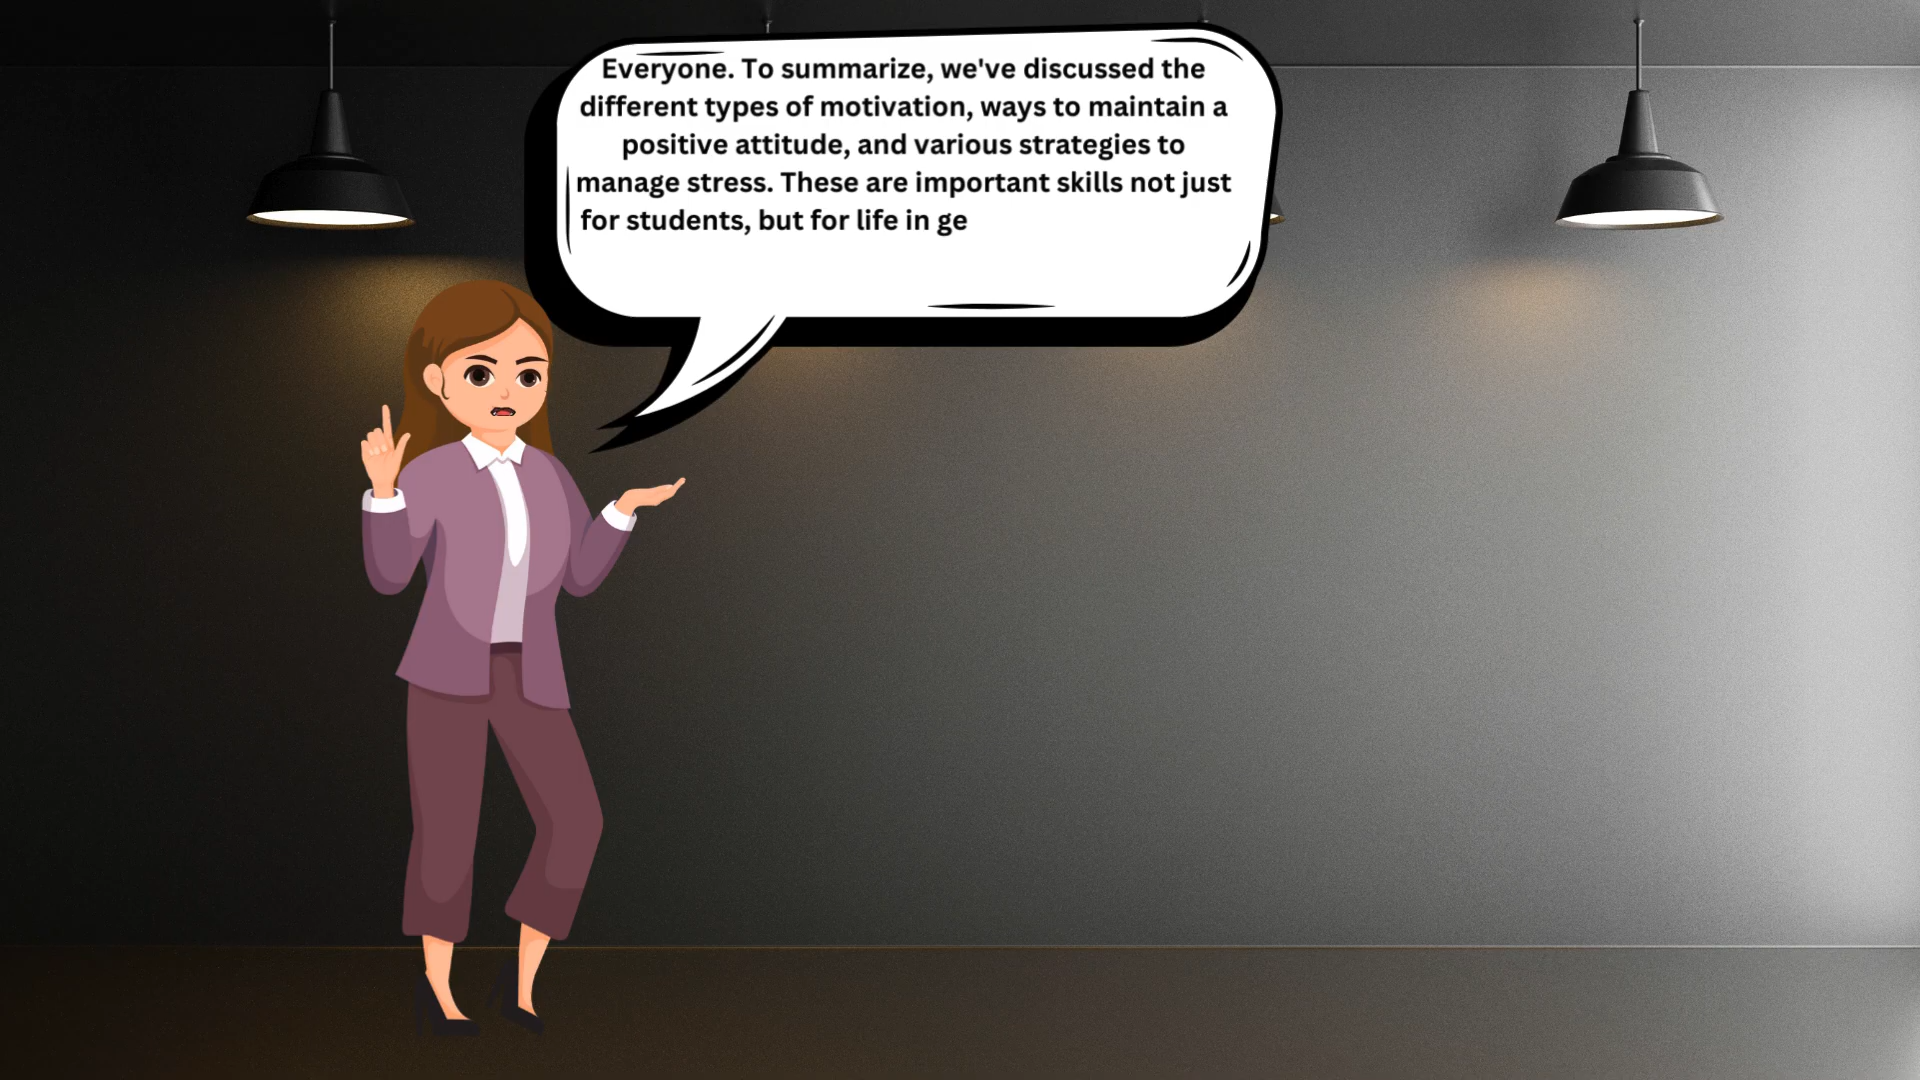 Everyone. To summarize, we've discussed the
different types of motivation, ways to maintain a
positive attitude, and various strategies to
manage stress. These are important skills not just
for students, but for life in ge